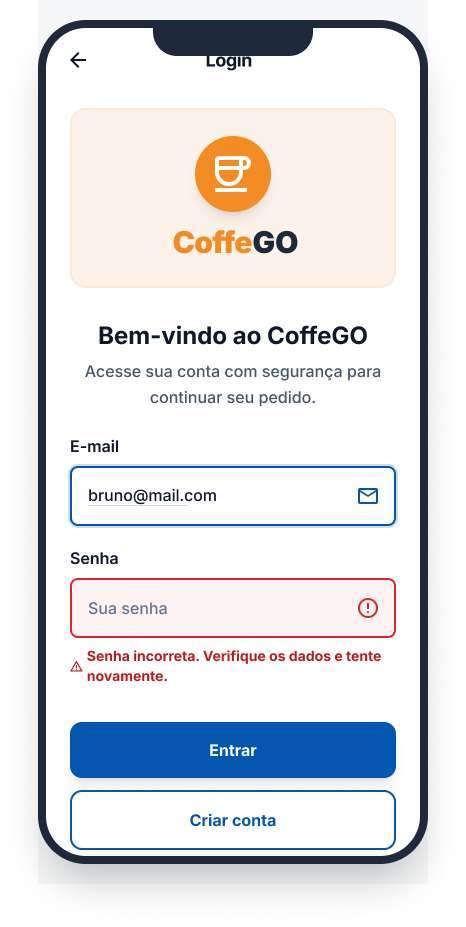 Login
CoffeGO
Bem-vindo ao CoffeGO
Acesse sua conta com segurança para
continuar seu pedido.
E-mail
bruno@mail.com
Senha
Sua senha
Senha incorreta. Verifique os dados e tente
novamente.
Entrar
Criar conta